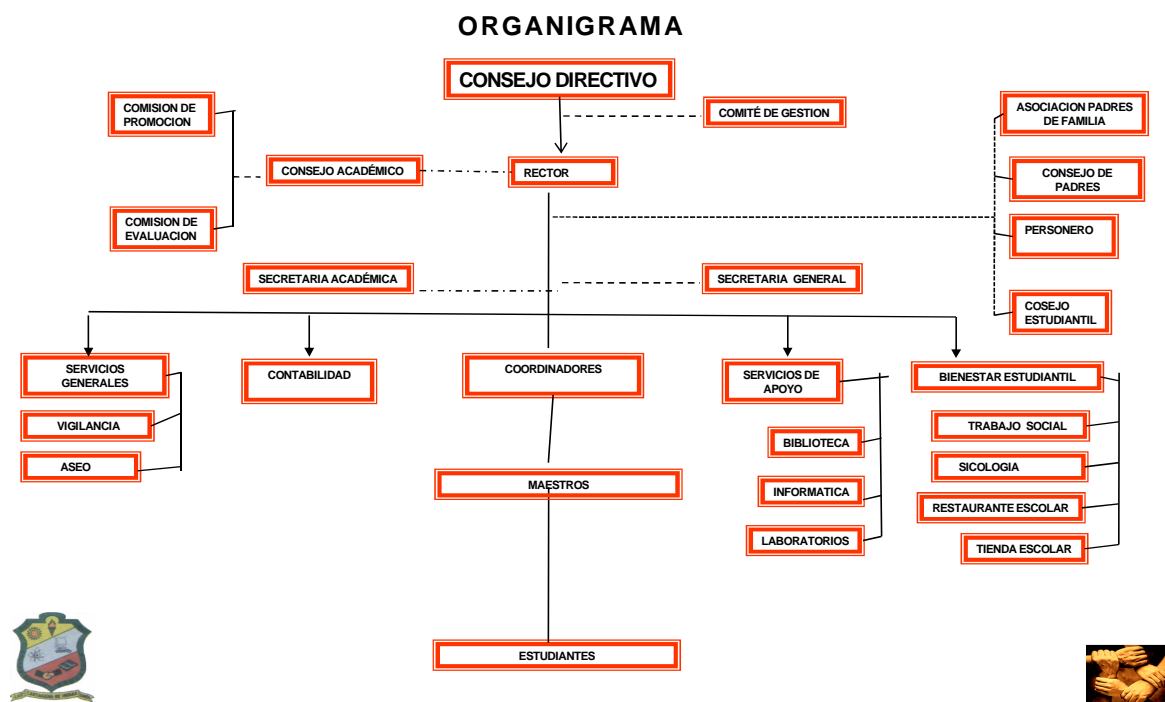 ORGANIGRAMA
CONSEJO DIRECTIVO
COMISION DE
PROMOCION
COMITÉ DE GESTION
ASOCIACION PADRES
DE FAMILIA
CONSEJO ACADÉMICO
RECTOR
CONSEJO DE
PADRES
COMISION DE
EVALUACION
PERSONERO
SECRETARIA ACADÉMICA
SECRETARIA GENERAL
COSEJO
ESTUDIANTIL
SERVICIOS
GENERALES
CONTABILIDAD
COORDINADORES
SERVICIOS DE
APOYO
BIENESTAR ESTUDIANTIL
VIGILANCIA
ASEO
BIBLIOTECA
INFORMATICA
LABORATORIOS
TRABAJO SOCIAL
SICOLOGIA
RESTAURANTE ESCOLAR
TIENDA ESCOLAR
MAESTROS
ESTUDIANTES